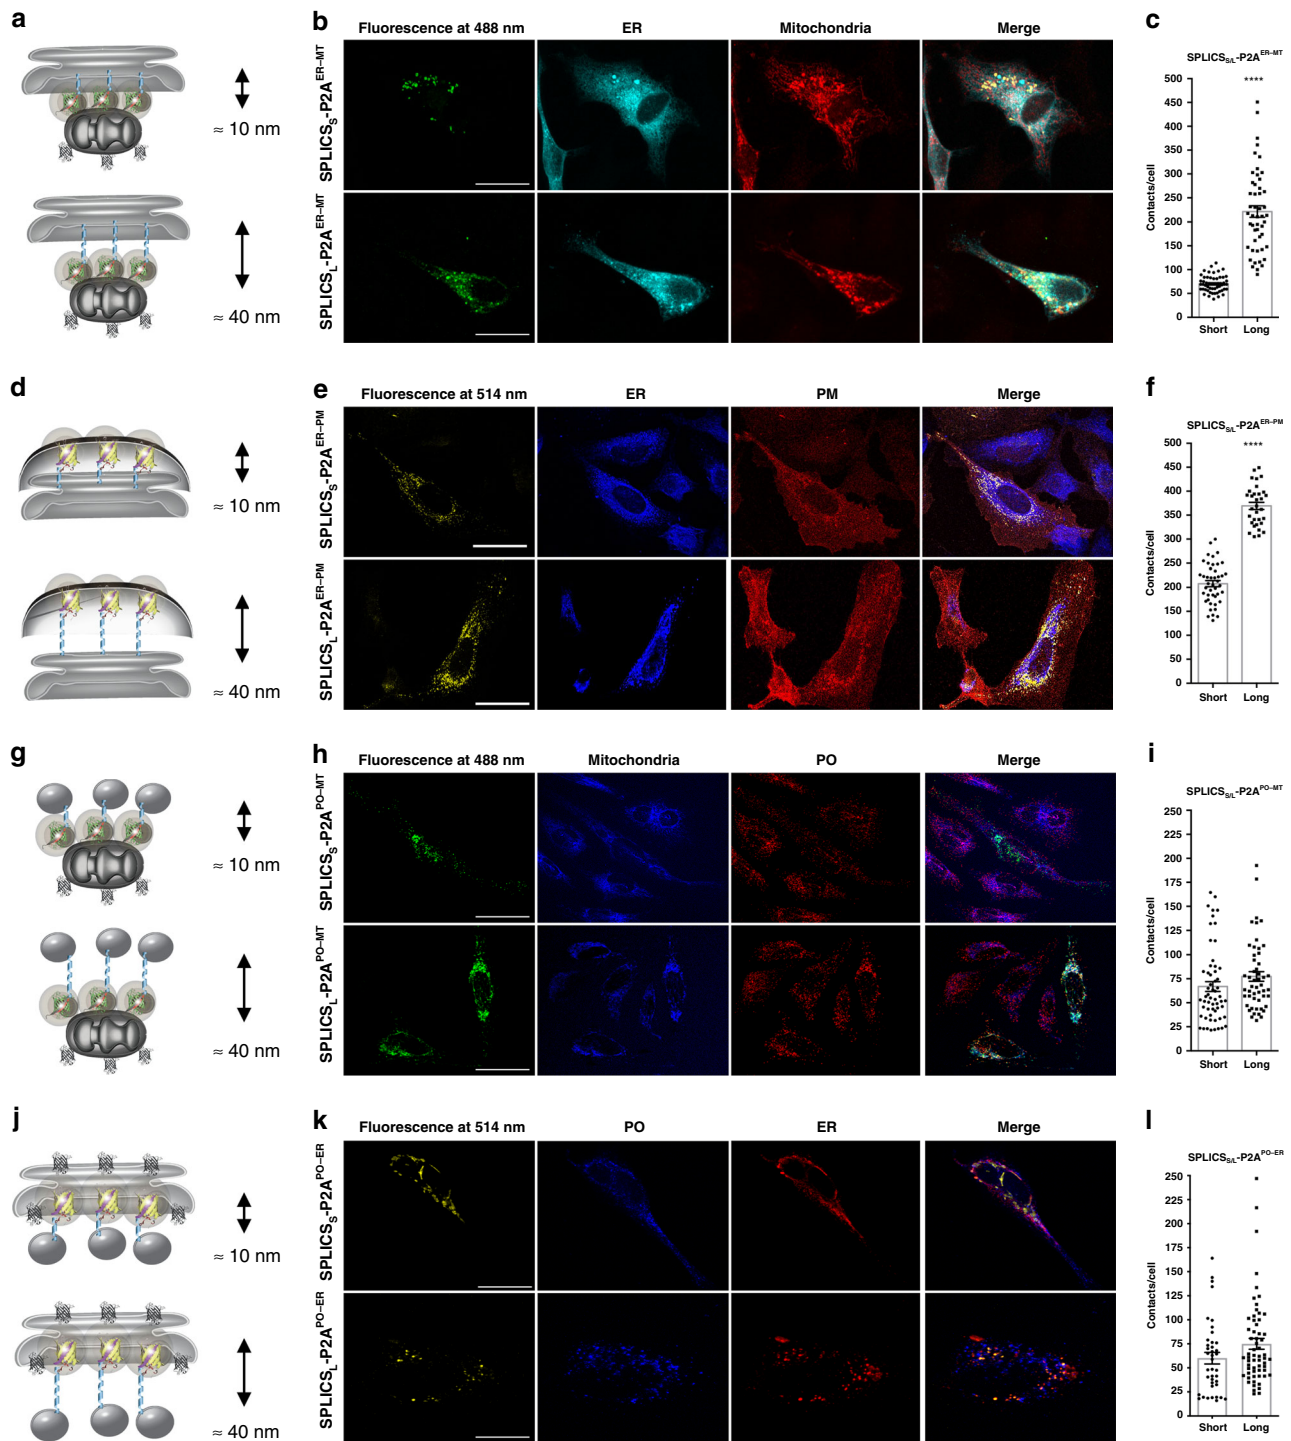 a
≈ 10 nm
≈ 40 nm
b
Fluorescence at 488 nm
ER
Mitochondria
Merge
SPLICSS-P2AER–MT
SPLICSL-P2AER–MT
c
SPLICSS/L-P2AER–MT
****
Contacts/cell
500
450
400
350
300
250
200
150
100
50
0
Short
Long
d
≈ 10 nm
≈ 40 nm
e
Fluorescence at 514 nm
ER
PM
Merge
SPLICSS-P2AER–PM
SPLICSL-P2AER–PM
f
SPLICSS/L-P2AER–PM
****
Contacts/cell
500
450
400
350
300
250
200
150
100
50
0
Short
Long
g
≈ 10 nm
≈ 40 nm
h
Fluorescence at 488 nm
Mitochondria
PO
Merge
SPLICSS-P2APO–MT
SPLICSL-P2APO–MT
i
SPLICSS/L-P2APO–MT
Contacts/cell
250
225
200
175
150
125
100
75
50
25
0
Short
Long
j
≈ 10 nm
≈ 40 nm
k
Fluorescence at 514 nm
PO
ER
Merge
SPLICSS-P2APO–ER
SPLICSL-P2APO–ER
l
SPLICSS/L-P2APO–ER
Contacts/cell
250
225
200
175
150
125
100
75
50
25
0
Short
Long